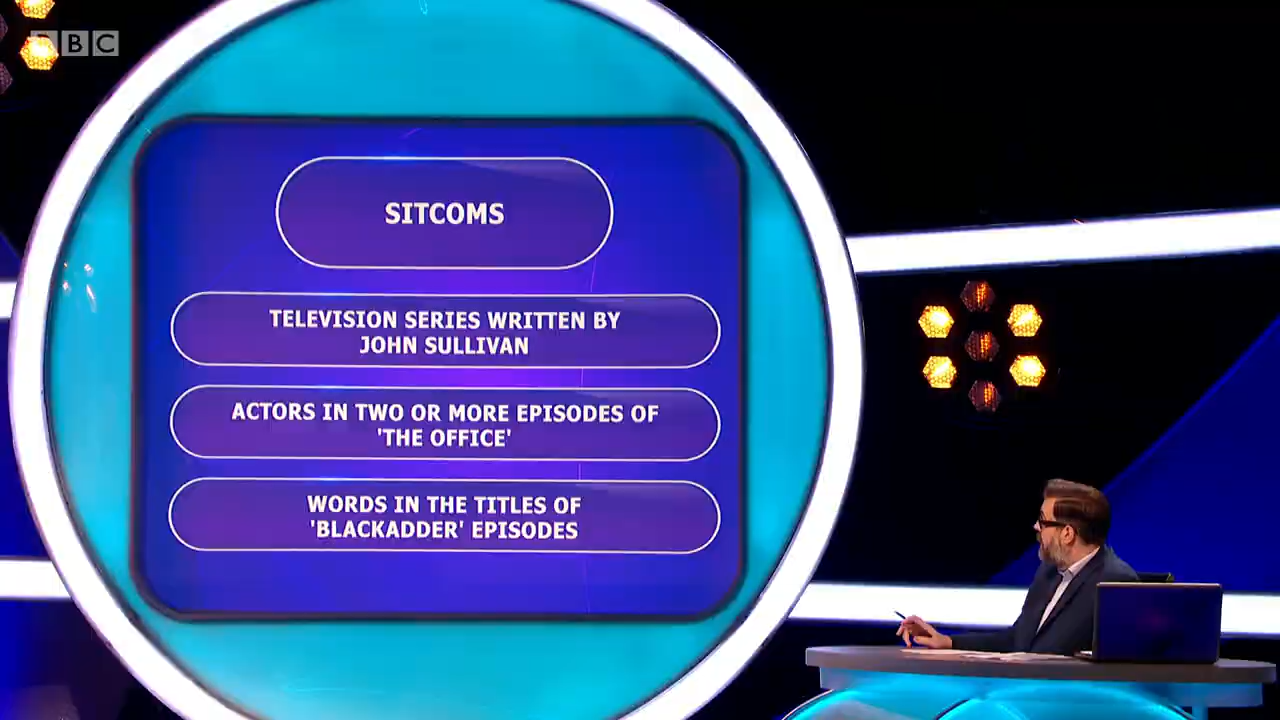 BBC
SITCOMS
TELEVISION SERIES WRITTEN BY
JOHN SULLIVAN
ACTORS IN TWO OR MORE EPISODES OF
'THE OFFICE'
WORDS IN THE TITLES OF
'BLACKADDER' EPISODES